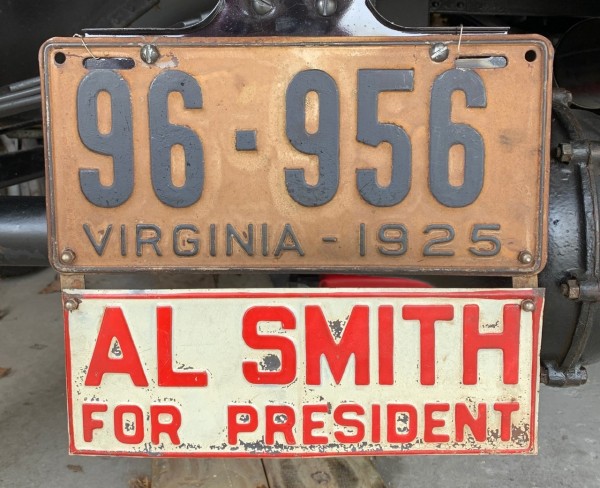 96·956
VIRGINIA - 1925
AL SMITH
FOR PRESIDENT